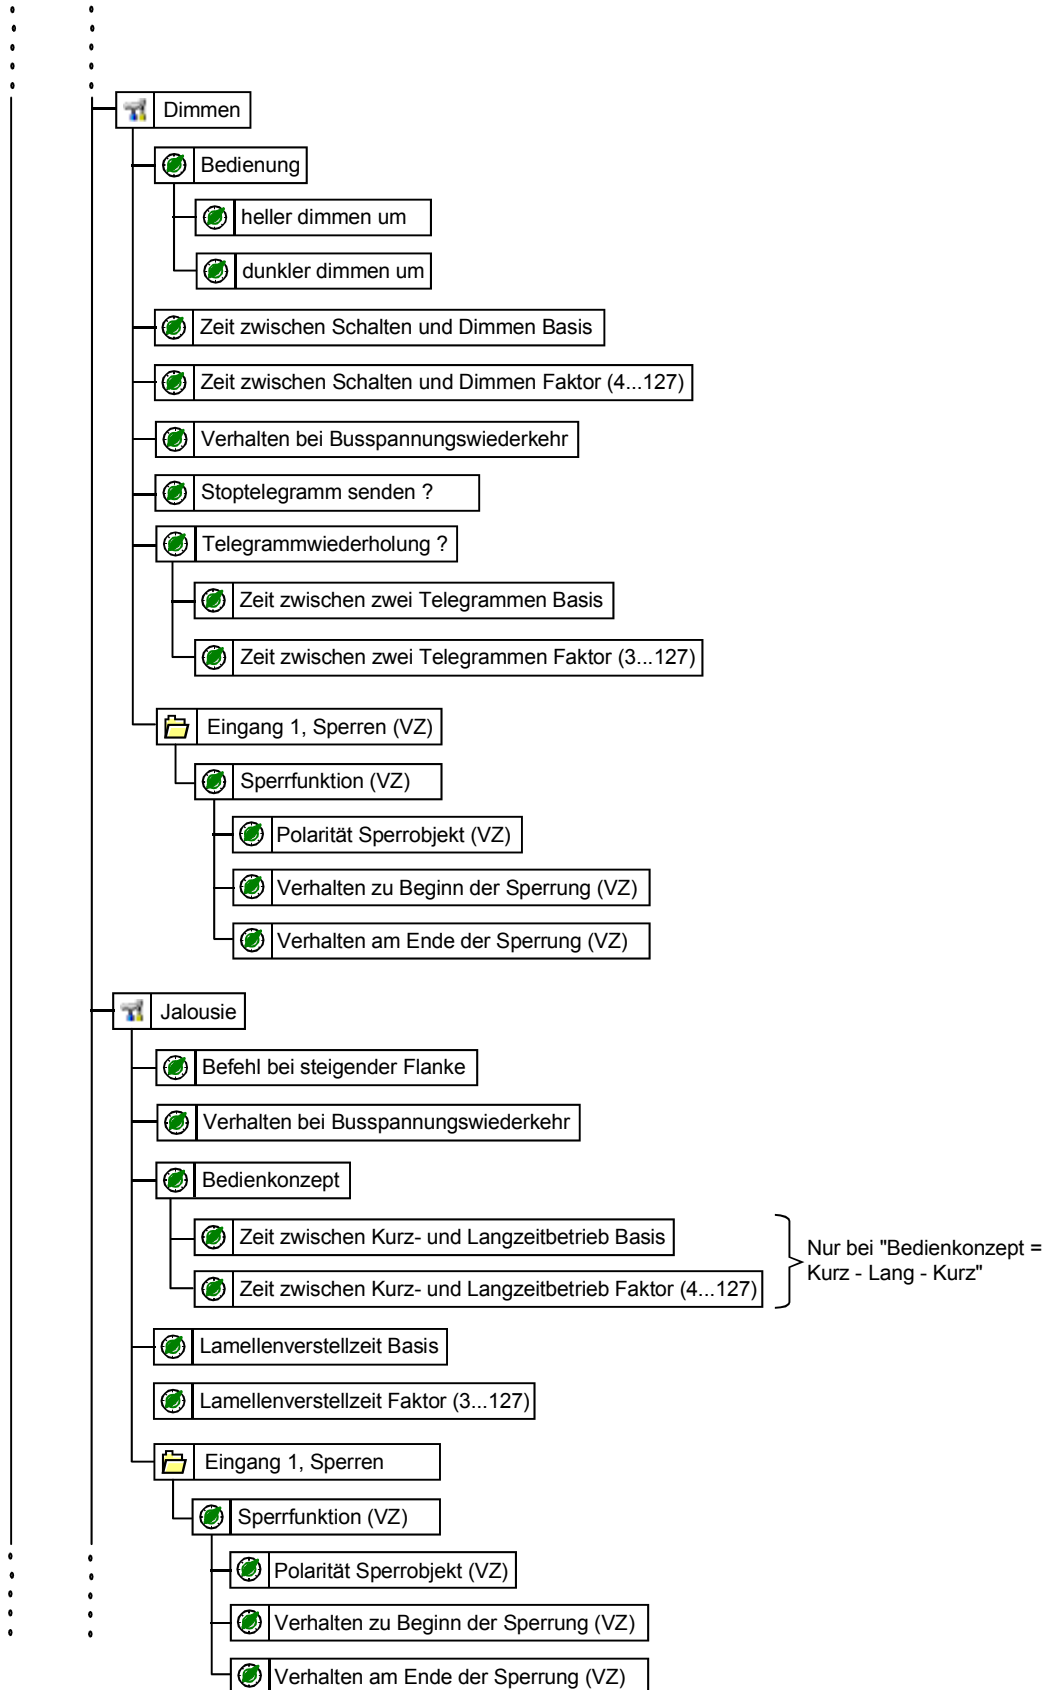 Dimmen
Bedienung
heller dimmen um
dunkler dimmen um
Zeit zwischen Schalten und Dimmen Basis
Zeit zwischen Schalten und Dimmen Faktor (4...127)
Verhalten bei Busspannungswiederkehr
Stoptelegramm senden ?
Telegrammwiederholung ?
Zeit zwischen zwei Telegrammen Basis
Zeit zwischen zwei Telegrammen Faktor (3...127)
Eingang 1, Sperren (VZ)
Sperrfunktion (VZ)
Polarität Sperrobjekt (VZ)
Verhalten zu Beginn der Sperrung (VZ)
Verhalten am Ende der Sperrung (VZ)
Jalousie
Befehl bei steigender Flanke
Verhalten bei Busspannungswiederkehr
Bedienkonzept
Zeit zwischen Kurz- und Langzeitbetrieb Basis
Zeit zwischen Kurz- und Langzeitbetrieb Faktor (4...127)
Nur bei "Bedienkonzept =
Kurz - Lang - Kurz"
Lamellenverstellzeit Basis
Lamellenverstellzeit Faktor (3...127)
Eingang 1, Sperren
Sperrfunktion (VZ)
Polarität Sperrobjekt (VZ)
Verhalten zu Beginn der Sperrung (VZ)
Verhalten am Ende der Sperrung (VZ)